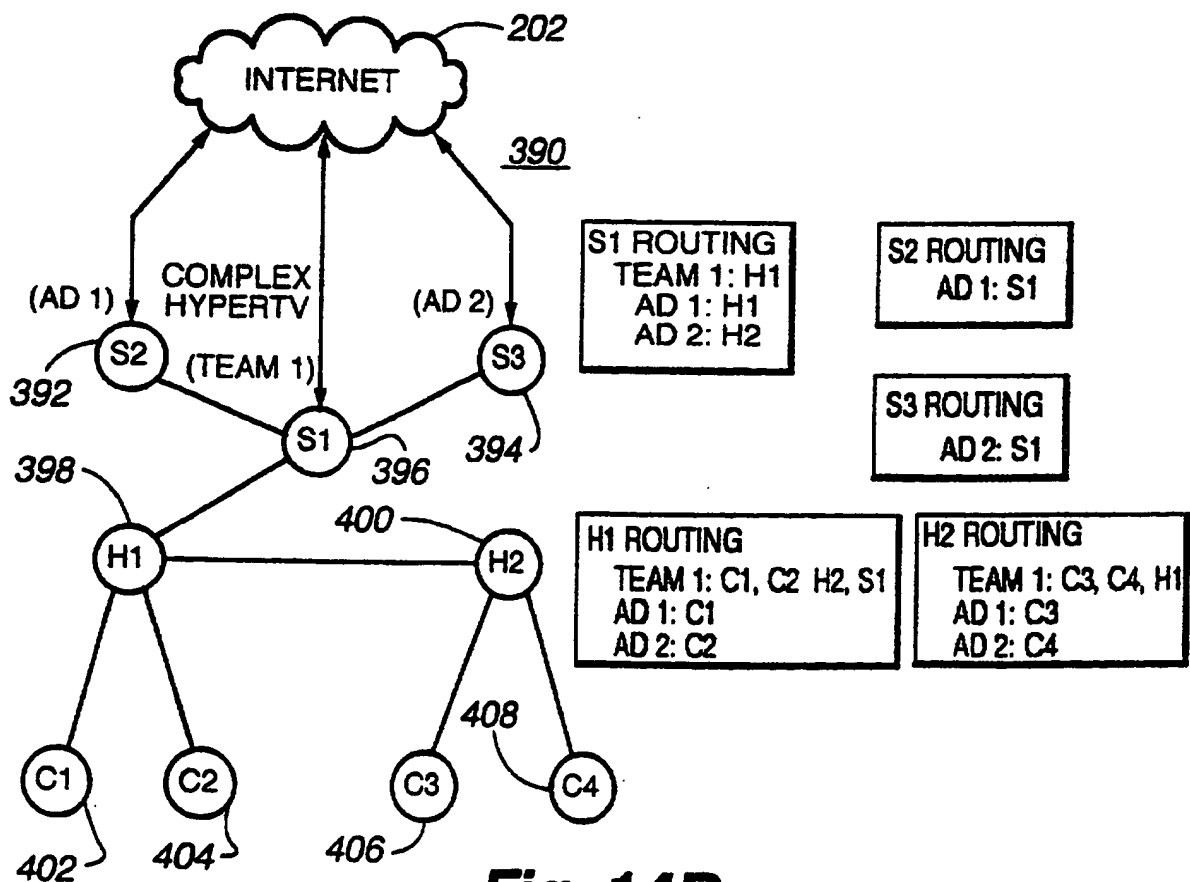 202
INTERNET
390
COMPLEX
HYPERTV
(AD 1)
(AD 2)
S2
(TEAM 1)
S3
392
S1
394
396
398
400
H1
H2
408
C1
C2
C3
C4
402
404
406
S1 ROUTING
TEAM 1: H1
AD 1: H1
AD 2: H2
S2 ROUTING
AD 1: S1
S3 ROUTING
AD 2: S1
H1 ROUTING
TEAM 1: C1, C2 H2, S1
AD 1: C1
AD 2: C2
H2 ROUTING
TEAM 1: C3, C4, H1
AD 1: C3
AD 2: C4